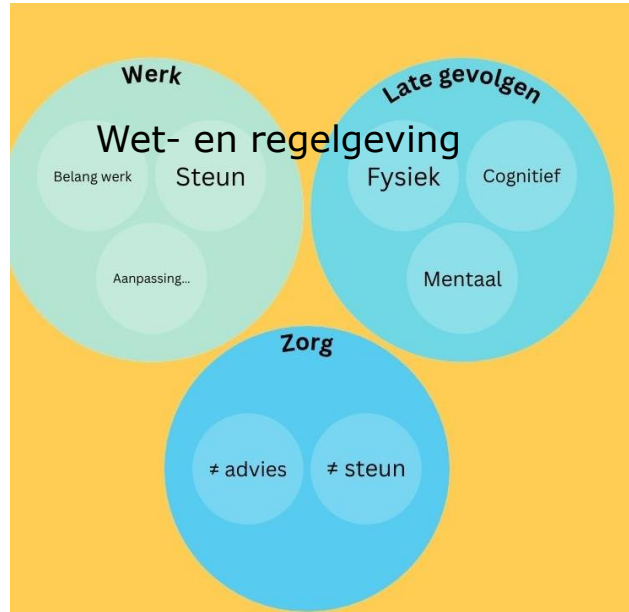 Werk
Late gevolgen
Wet- en regelgeving
Belang werk
Steun
Fysiek
Cognitief
Aanpassing...
Mentaal
Zorg
≠ advies
≠ steun